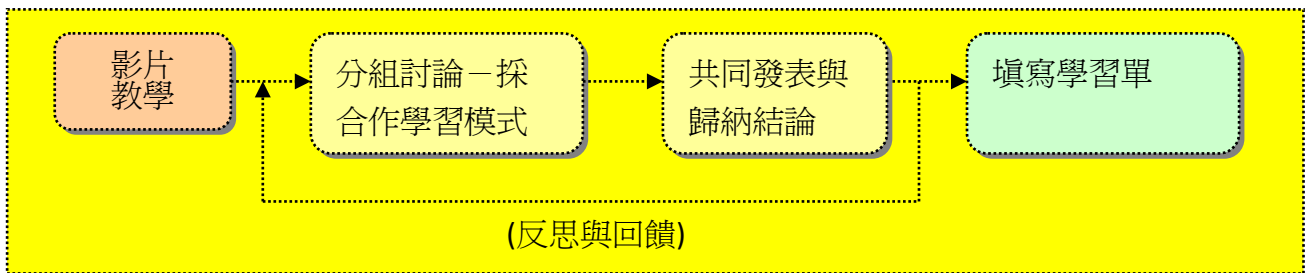 影片
教學
分組討論－採
合作學習模式
共同發表與
歸納結論
填寫學習單
(反思與回饋)